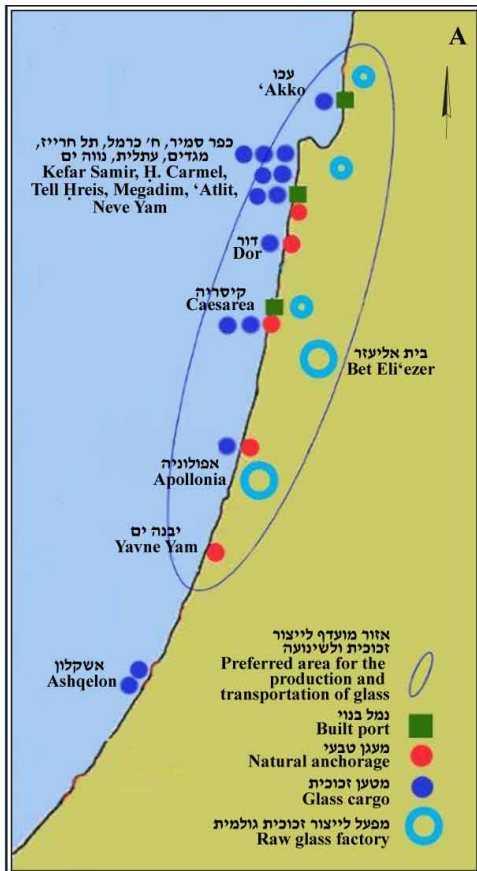 A
עכו
‘Akko
כפר סמיר, ח' כרמל, תל חרייז,
מגדים, עתלית, נווה ים
Kefar Samir, Ḥ. Carmel,
Tell Ḥreis, Megadim, ‘Atlit,
Neve Yam
דור
Dor
קיסריה
Caesarea
בית אליעזר
Bet Eli‘ezer
אפולוניה
Apollonia
יבנה ים
Yavne Yam
אשקלון
Ashqelon
אזור מועדף לייצור
זכוכית ולשינועה
Preferred area for the
production and
transportation of glass
נמל בנוי
Built port
מעגן טבעי
Natural anchorage
מטען זכוכית
Glass cargo
מפעל לייצור זכוכית גולמית
Raw glass factory